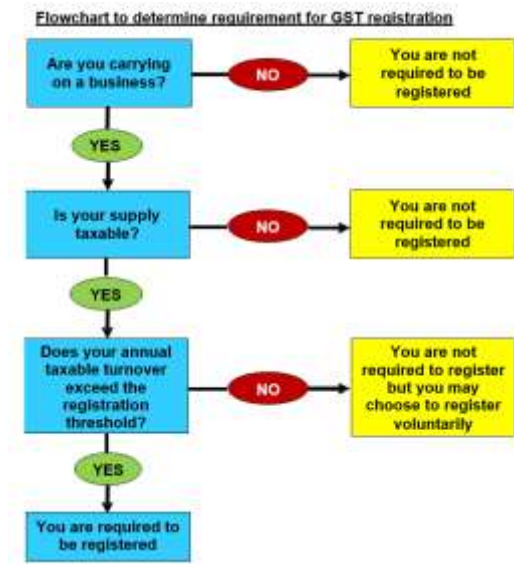 Flowchart to determine requirement for GST registration
Are you carrying
on a business?
NO
You are not
required to be
registered
YES
Is your supply
taxable?
NO
You are not
required to be
registered
YES
Does your annual
taxable turnover
exceed the
registration
threshold?
NO
You are not
required to register
but you may
choose to register
voluntarily
YES
You are required to
be registered